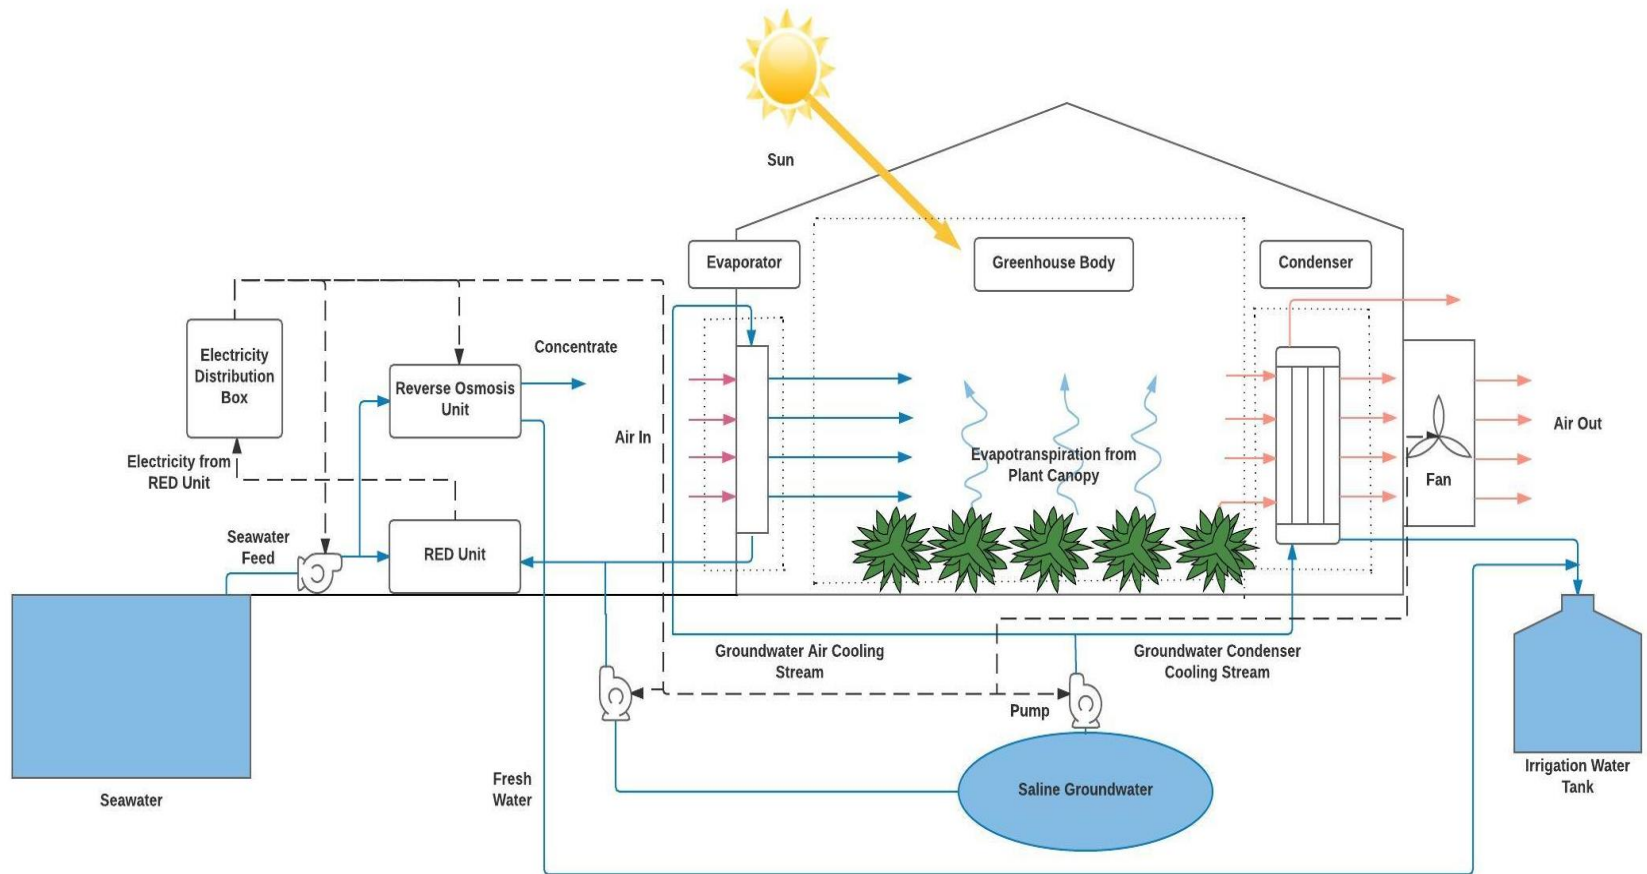 Sun
Evaporator
Greenhouse Body
Condenser
Electricity
Distribution
Box
Concentrate
Reverse Osmosis
Unit
Air In
Air Out
Electricity from
RED Unit
Evapotranspiration from
Plant Canopy
Fan
Seawater
Feed
RED Unit
Groundwater Air Cooling
Stream
Groundwater Condenser
Cooling Stream
Pump
Fresh
Water
Saline Groundwater
Irrigation Water
Tank
Seawater